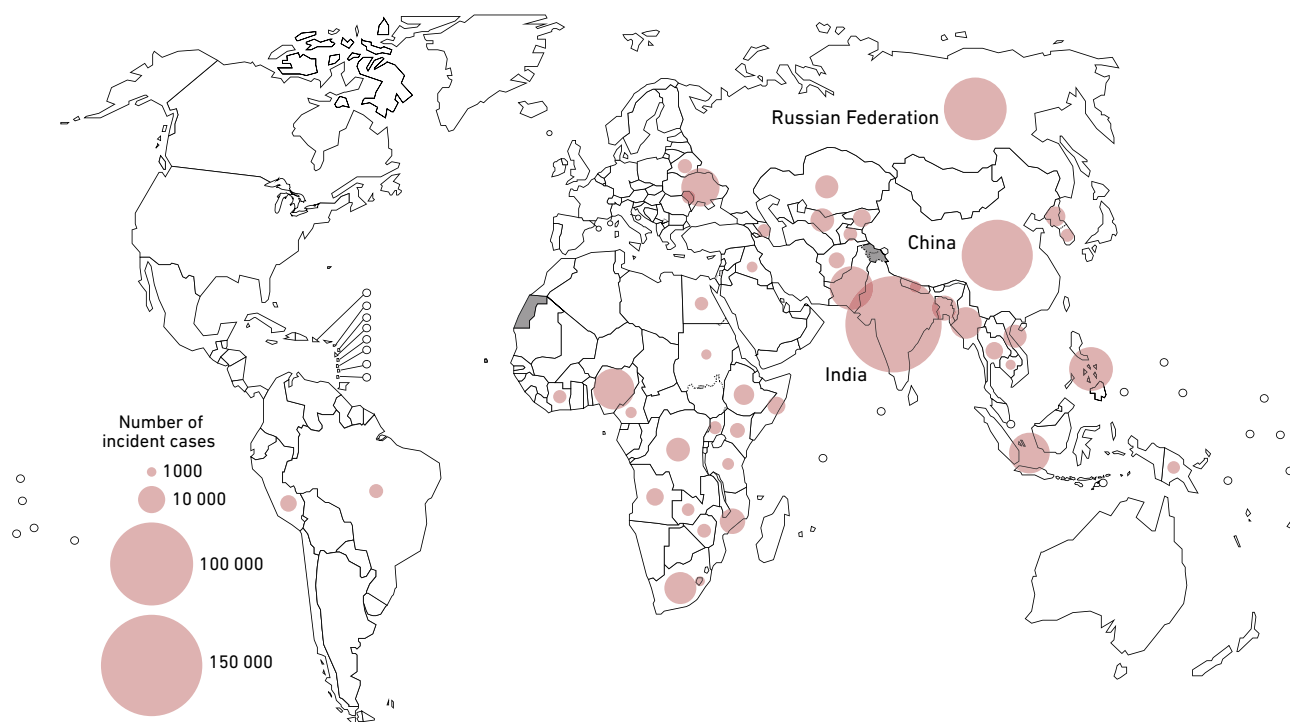 Russian Federation
China
India
Number of
incident cases
1000
10 000
100 000
150 000